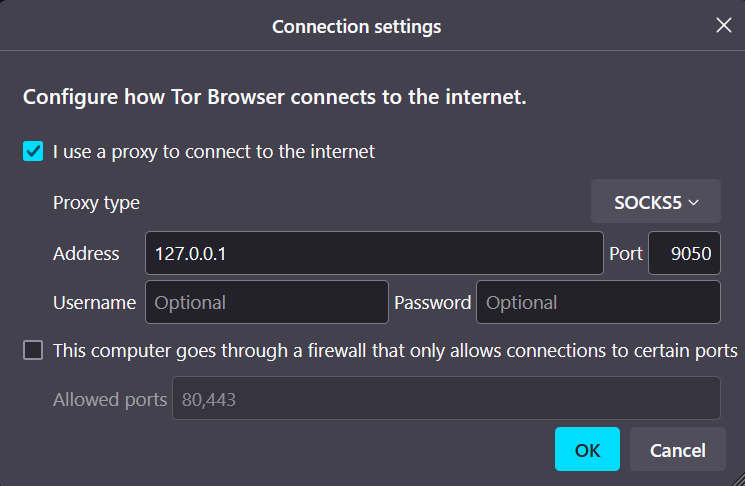 Connection settings
Configure how Tor Browser connects to the internet.
I use a proxy to connect to the internet
Proxy type SOCKS5
Address 127.0.0.1 Port 9050
Username Optional Password Optional
This computer goes through a firewall that only allows connections to certain ports
Allowed ports 80,443
OK Cancel